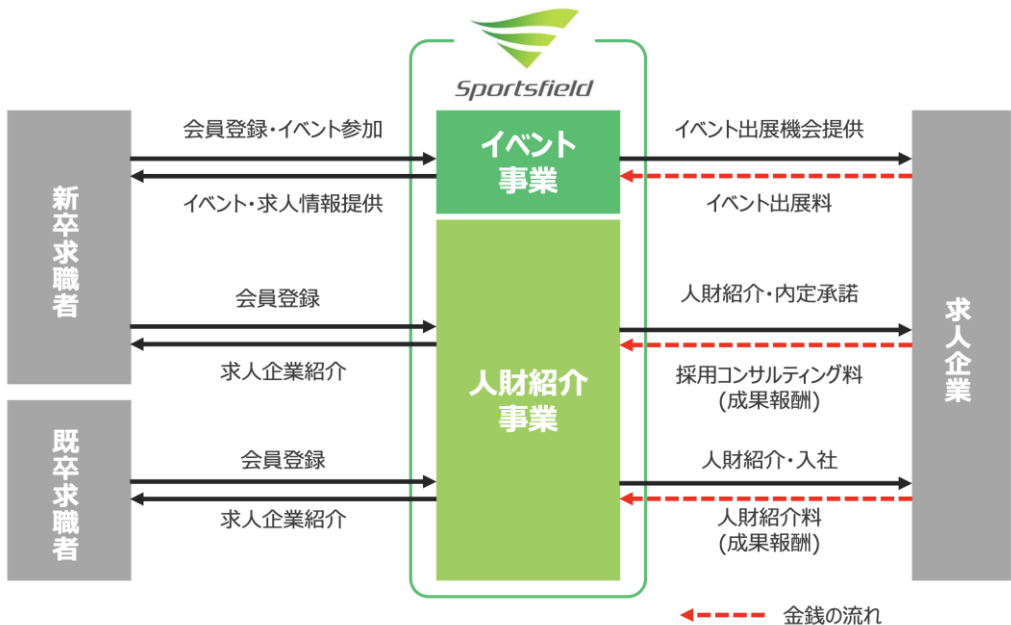 Sportsfield
新卒求職者
既卒求職者
会員登録・イベント参加
イベント・求人情報提供
会員登録
求人企業紹介
会員登録
求人企業紹介
イベント
事業
人財紹介
事業
イベント出展機会提供
イベント出展料
人財紹介・内定承諾
採用コンサルティング料
(成果報酬)
人財紹介・入社
人財紹介料
(成果報酬)
求人企業
金銭の流れ